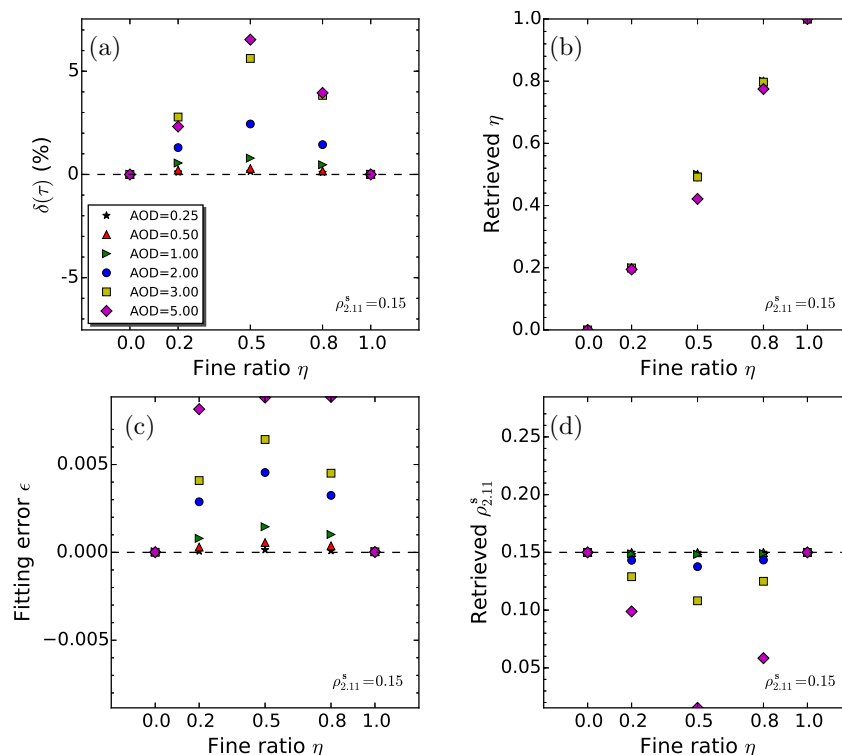 (a)
δ(τ) (%)
5
0
-5
AOD=0.25
AOD=0.50
AOD=1.00
AOD=2.00
AOD=3.00
AOD=5.00
ρˢ₂.₁₁=0.15
0.0 0.2 0.5 0.8 1.0
Fine ratio η
(b)
Retrieved η
1.0
0.8
0.6
0.4
0.2
0.0
ρˢ₂.₁₁=0.15
0.0 0.2 0.5 0.8 1.0
Fine ratio η
(c)
Fitting error ϵ
0.005
0.000
−0.005
ρˢ₂.₁₁=0.15
0.0 0.2 0.5 0.8 1.0
Fine ratio η
(d)
Retrieved ρˢ₂.₁₁
0.25
0.20
0.15
0.10
0.05
ρˢ₂.₁₁=0.15
0.0 0.2 0.5 0.8 1.0
Fine ratio η